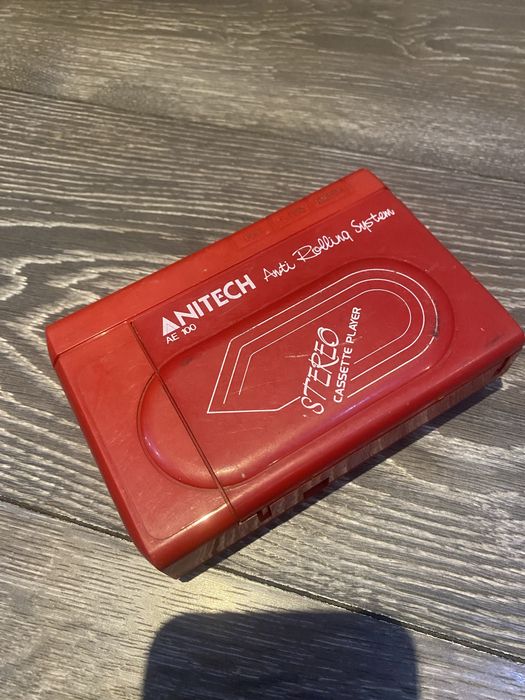 ANITECH Anti Rolling System
AE 100
STEREO
CASSETTE PLAYER